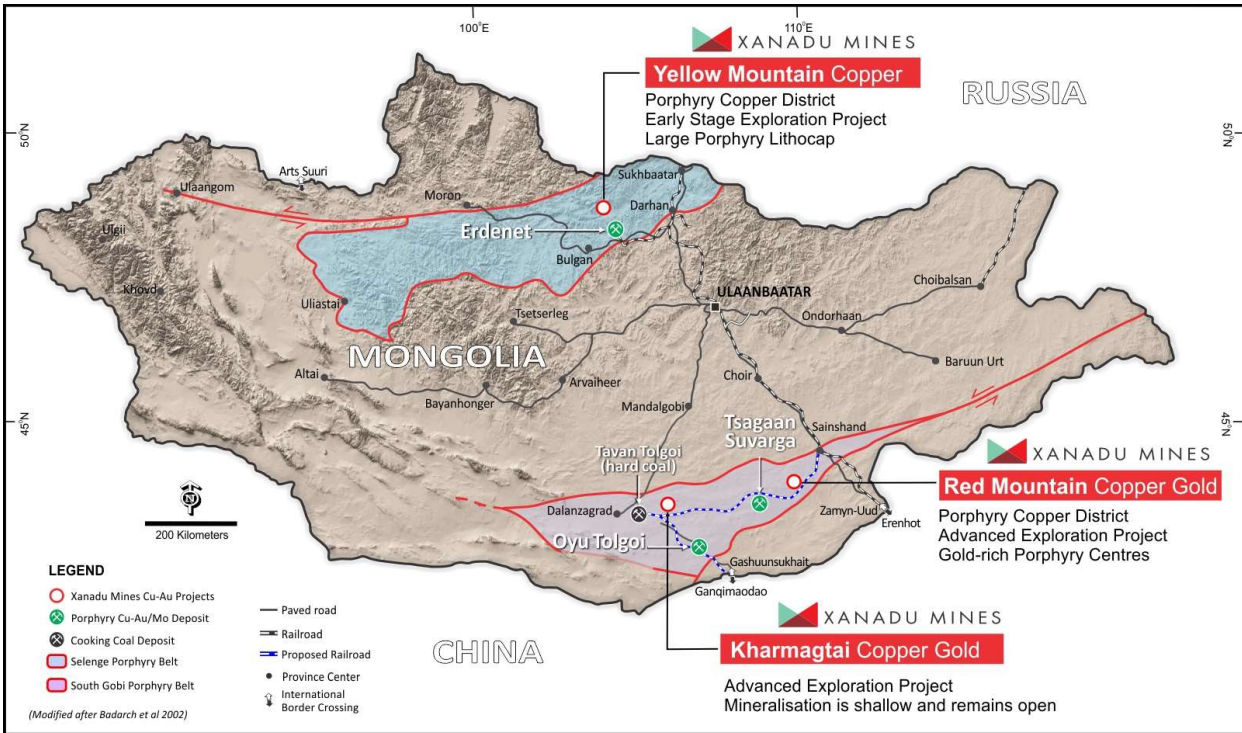 100°E
110°E
XANADU MINES
Yellow Mountain Copper
Porphyry Copper District
Early Stage Exploration Project
Large Porphyry Lithocap
RUSSIA
50°N
50°N
Arts Suuri
Ulaangom
Moron
Sukhbaatar
Darhan
Ulgii
Erdenet
Bulgan
Khovd
Uliastai
Choibalsan
ULAANBAATAR
Tsetserleg
Ondorhaan
MONGOLIA
Altai
Bayanhonger
Arvaiheer
Choir
Baruun Urt
Mandalgobi
45°N
45°N
Tsagaan
Suvarga
Sainshand
Tavan Tolgoi
(hard coal)
XANADU MINES
Red Mountain Copper Gold
Porphyry Copper District
Advanced Exploration Project
Gold-rich Porphyry Centres
Dalanzagrad
Zamyn-Uud
Erenhot
N
200 Kilometers
Oyu Tolgoi
Gashuunsukhait
Ganqimaodao
XANADU MINES
Kharmagtai Copper Gold
Advanced Exploration Project
Mineralisation is shallow and remains open
CHINA
LEGEND
Xanadu Mines Cu-Au Projects
Porphyry Cu-Au/Mo Deposit
Cooking Coal Deposit
Selenge Porphyry Belt
South Gobi Porphyry Belt
Paved road
Railroad
Proposed Railroad
Province Center
International
Border Crossing
(Modified after Badarch et al 2002)